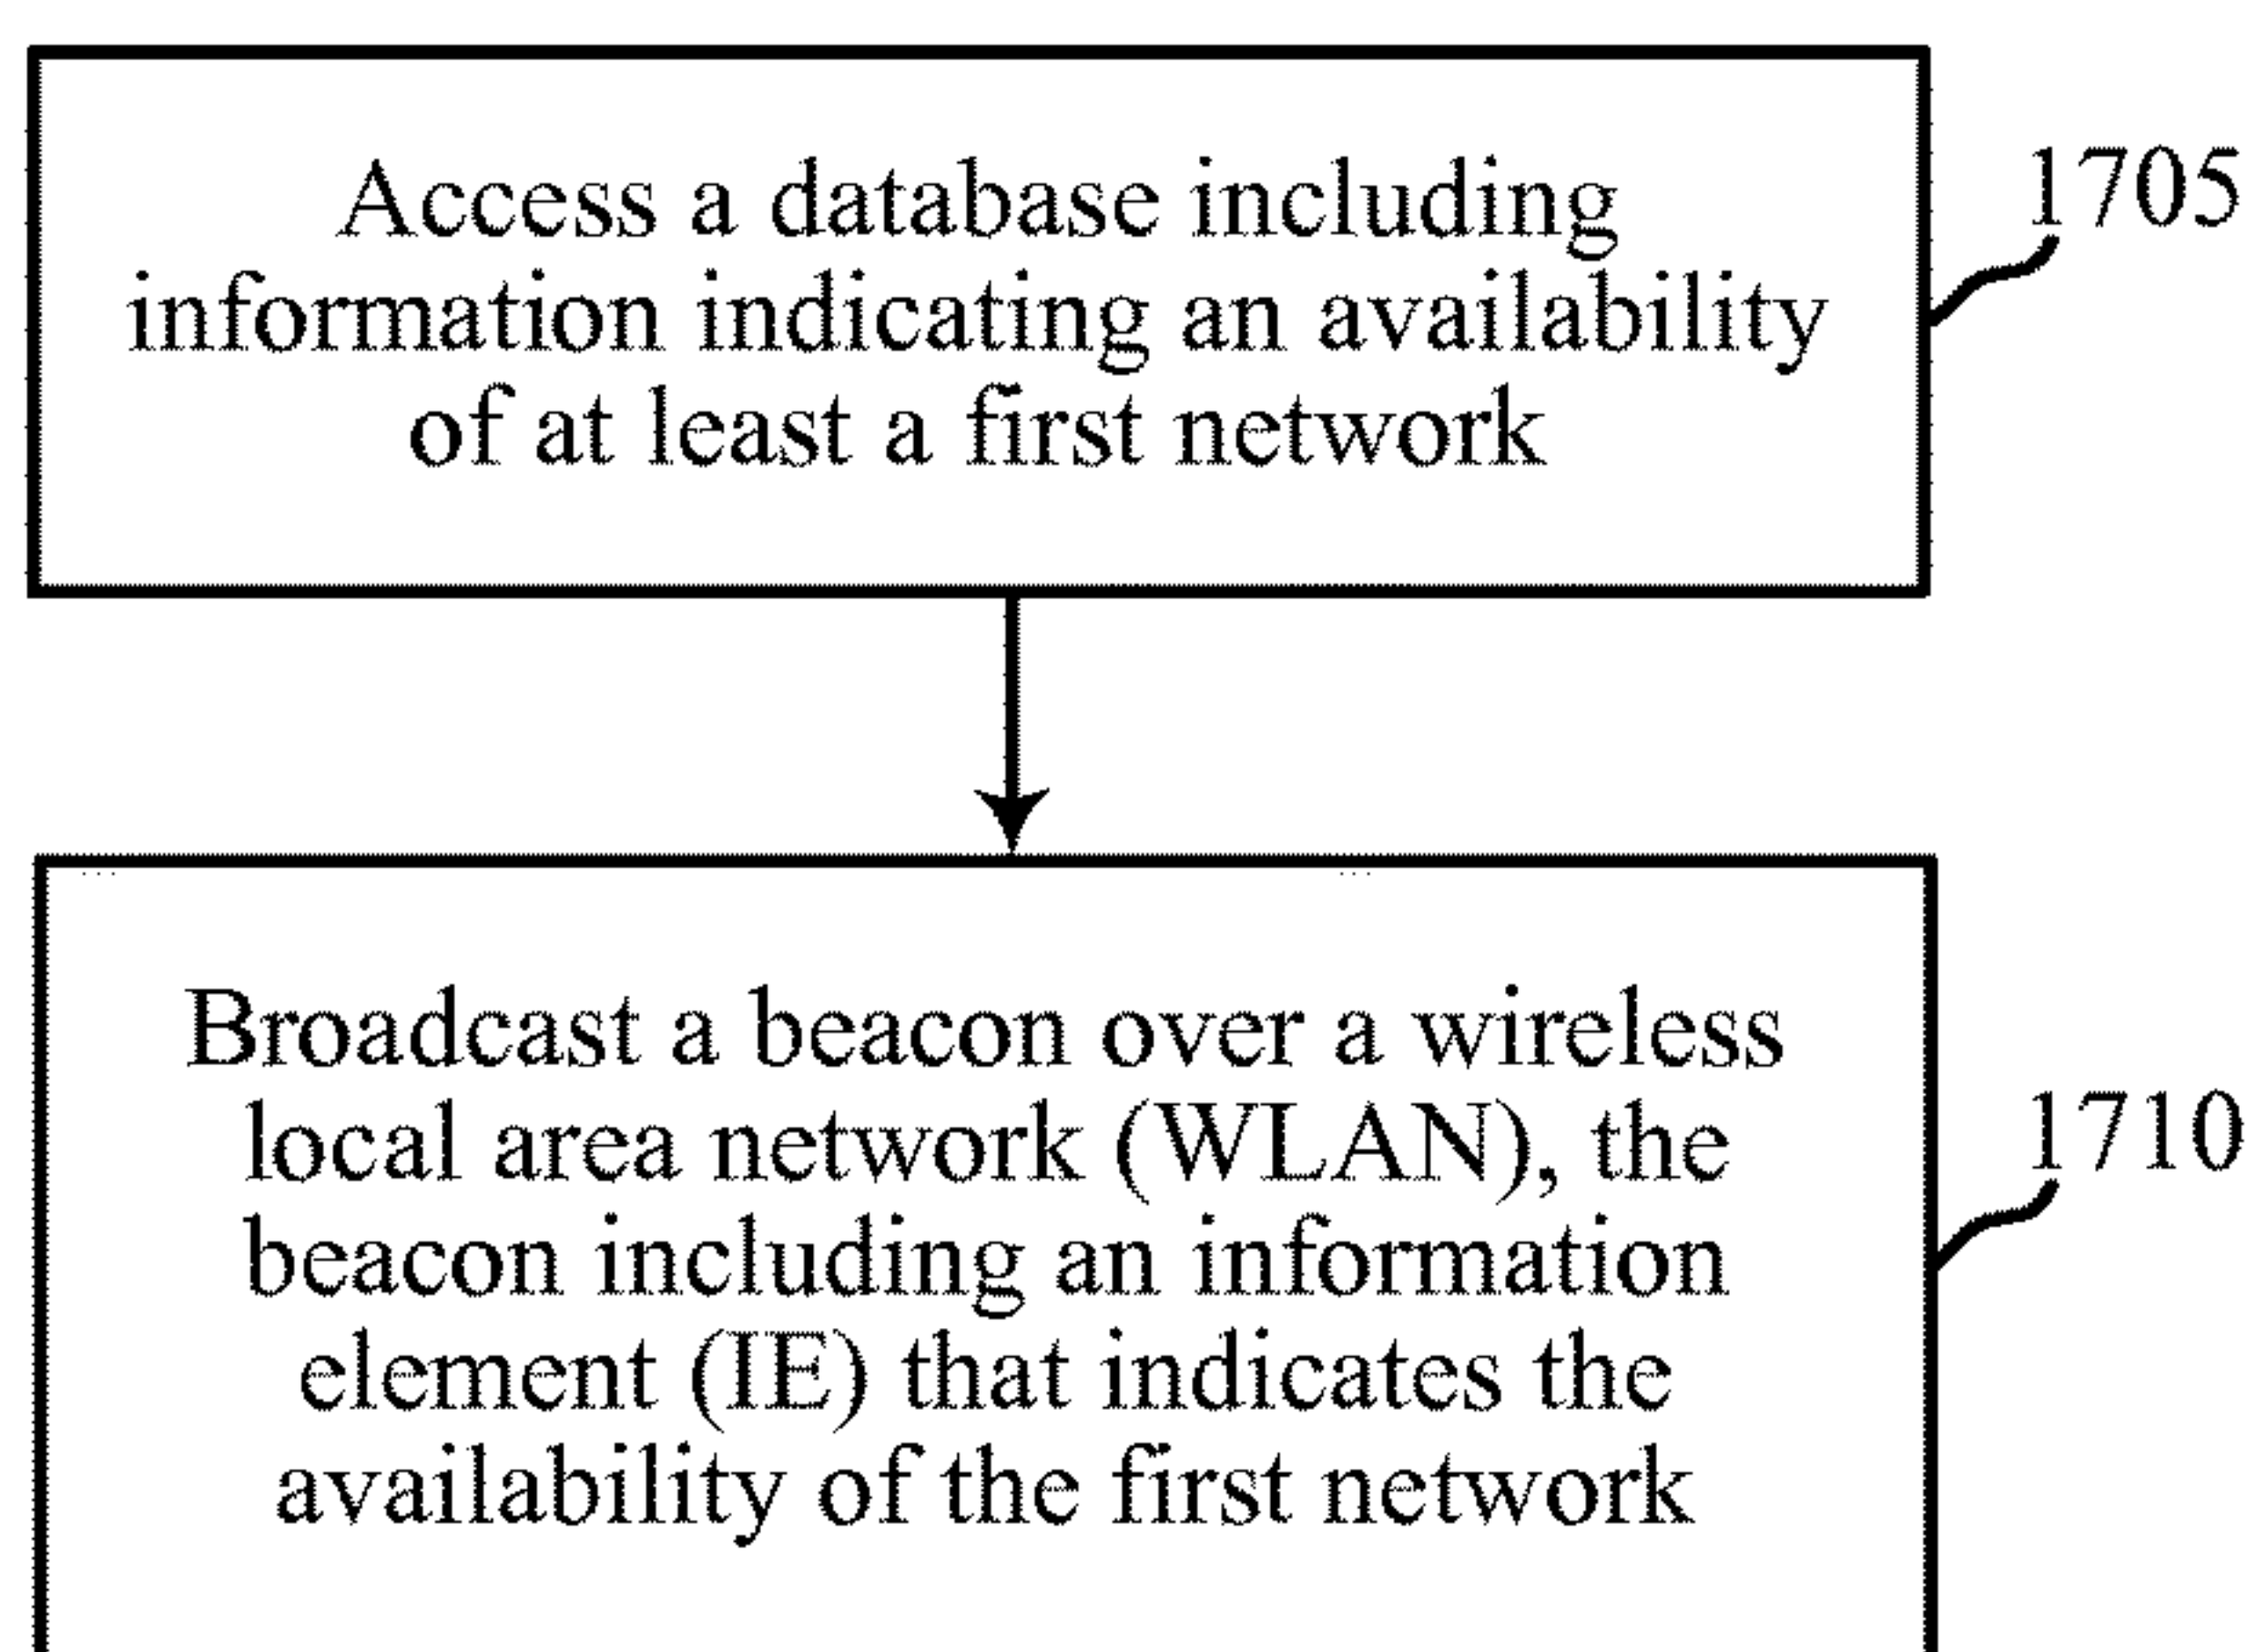 Access a database including
information indicating an availability
of at least a first network
1705
Broadcast a beacon over a wireless
local area network (WLAN), the
beacon including an information
element (IE) that indicates the
availability of the first network
1710